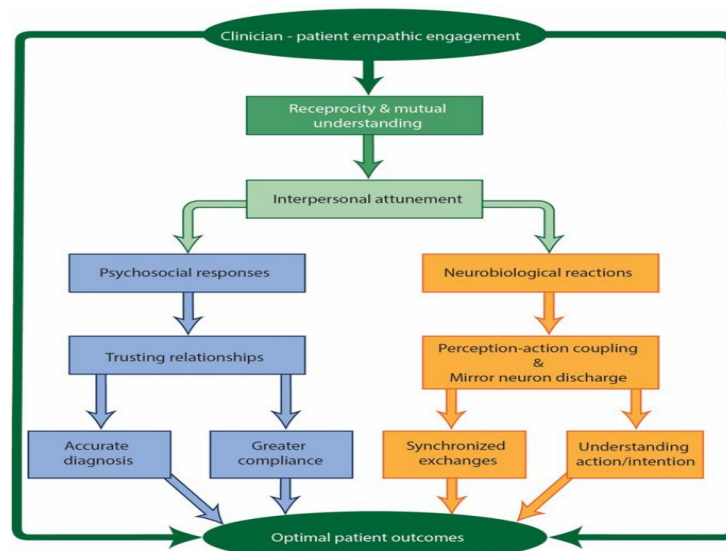 Clinician - patient empathic engagement
Receprocity & mutual
understanding
Interpersonal attunement
Psychosocial responses
Neurobiological reactions
Trusting relationships
Perception-action coupling
&
Mirror neuron discharge
Accurate
diagnosis
Greater
compliance
Synchronized
exchanges
Understanding
action/intention
Optimal patient outcomes